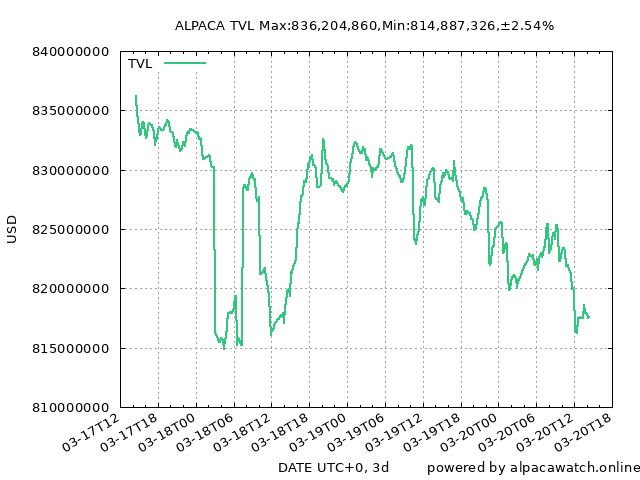 ALPACA TVL Max:836,204,860,Min:814,887,326,±2.54%
840000000
TVL
835000000
830000000
825000000
USD
820000000
815000000
810000000
03-17T12 03-17T18 03-18T00 03-18T06 03-18T12 03-18T18 03-19T00 03-19T06 03-19T12 03-19T18 03-20T00 03-20T06 03-20T12 03-20T18
DATE UTC+0, 3d powered by alpacawatch.online